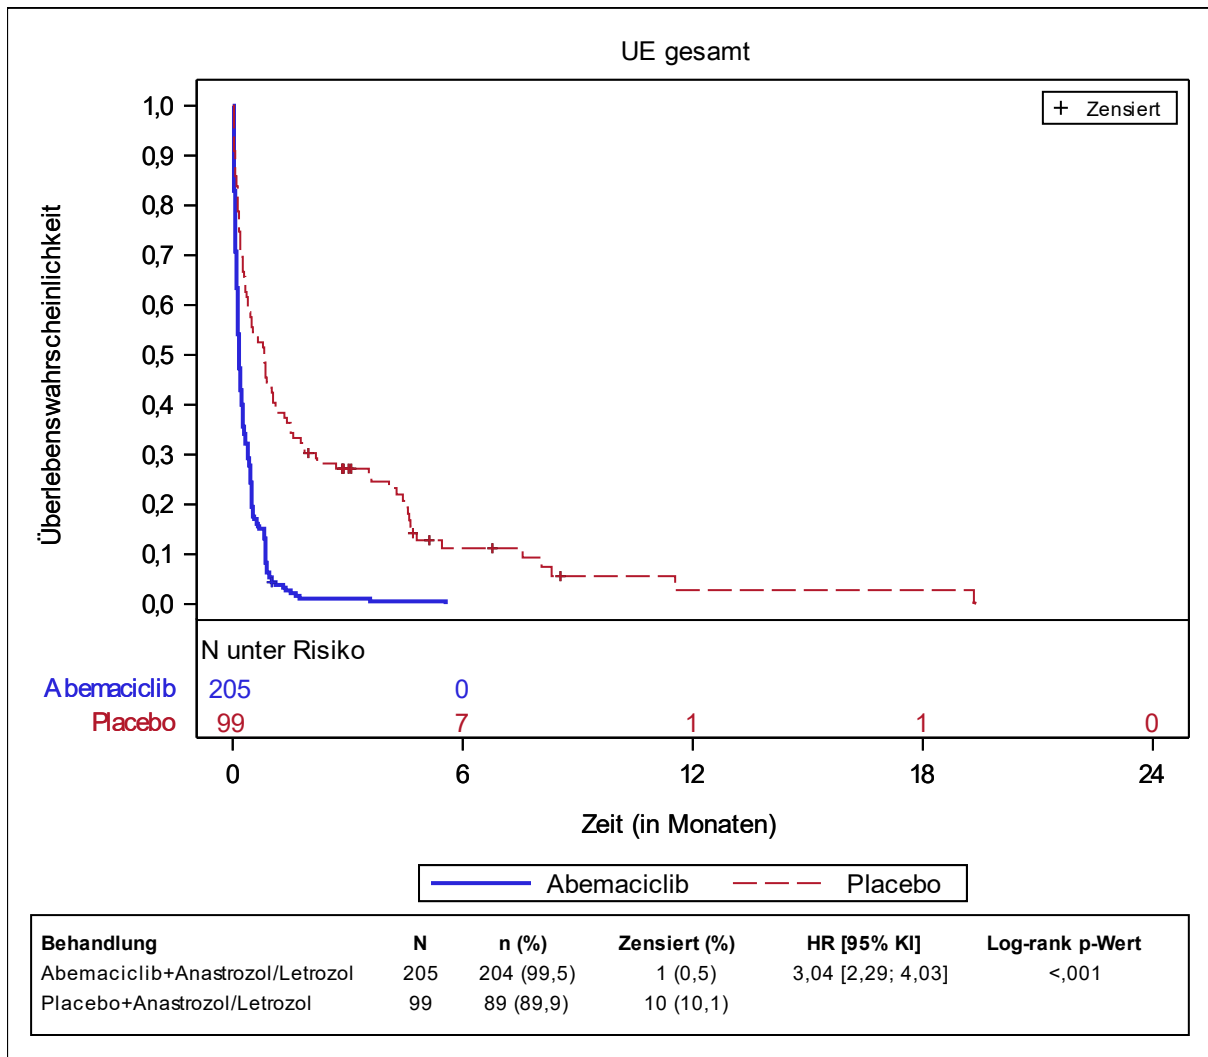 UE gesamt
+ Zensiert
Überlebenswahrscheinlichkeit
1,0
0,9
0,8
0,7
0,6
0,5
0,4
0,3
0,2
0,1
0,0
N unter Risiko
Abemaciclib 205 0
Placebo 99 7 1 1 0
0 6 12 18 24
Zeit (in Monaten)
Abemaciclib Placebo
Behandlung N n (%) Zensiert (%) HR [95% KI] Log-rank p-Wert
Abemaciclib+Anastrozol/Letrozol 205 204 (99,5) 1 (0,5) 3,04 [2,29; 4,03] <,001
Placebo+Anastrozol/Letrozol 99 89 (89,9) 10 (10,1)